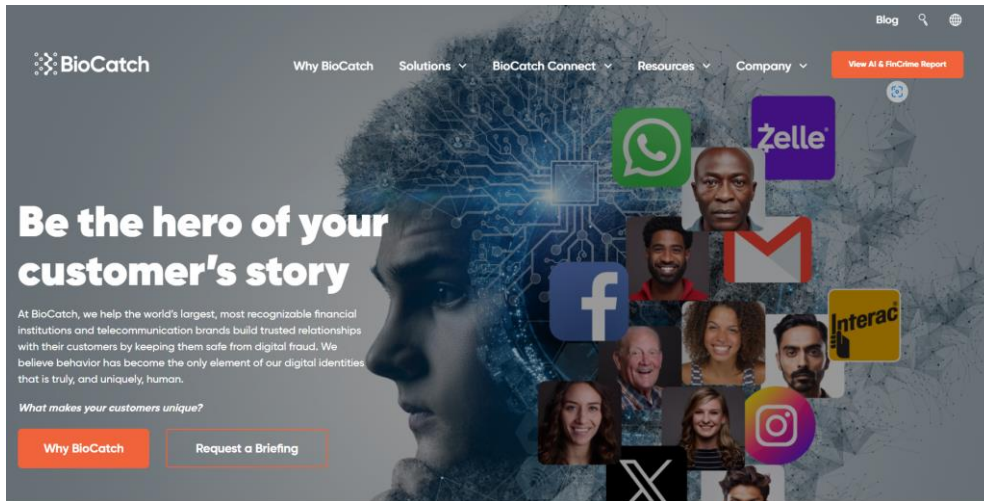 Blog
BioCatch
Why BioCatch
Solutions
BioCatch Connect
Resources
Company
View AI & FinCrime Report
Zelle
Interac
Be the hero of your
customer's story
At BioCatch, we help the world's largest, most recognizable financial
institutions and telecommunication brands build trusted relationships
with their customers by keeping them safe from digital fraud. We
believe behavior has become the only element of our digital identities
that is truly, and uniquely, human.
What makes your customers unique?
Why BioCatch
Request a Briefing